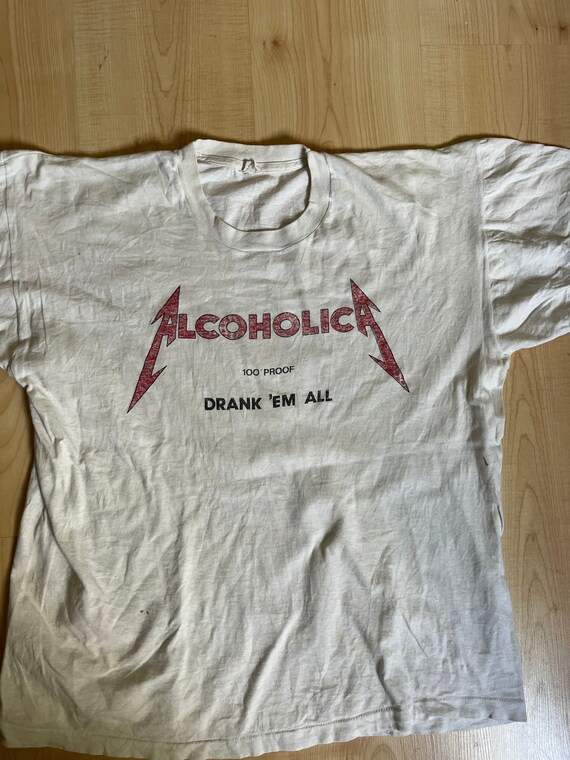 ALCOHOLICA
100 PROOF
DRANK 'EM ALL